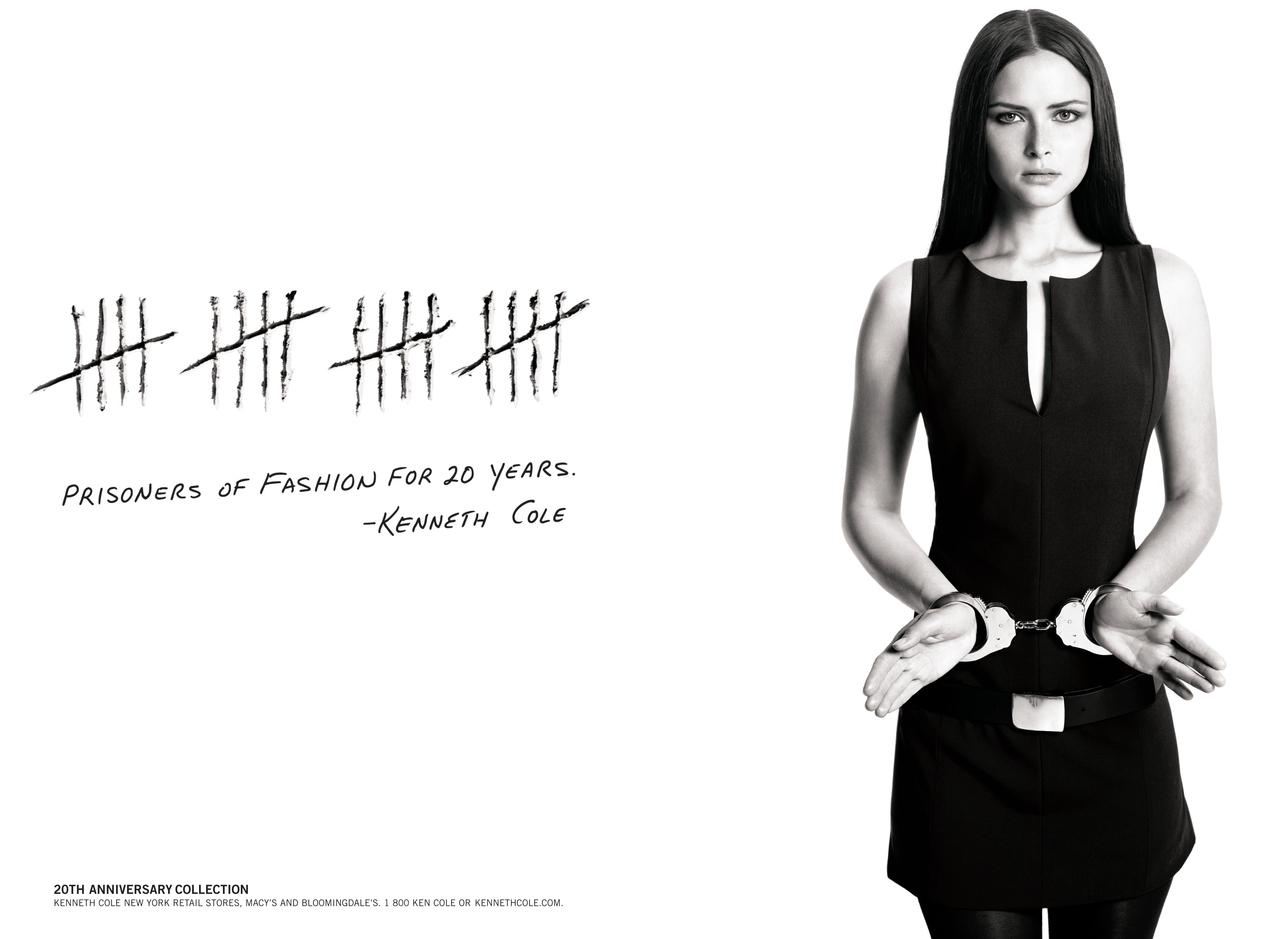 PRISONERS OF FASHION FOR 20 YEARS.
-KENNETH COLE
20TH ANNIVERSARY COLLECTION
KENNETH COLE NEW YORK RETAIL STORES, MACY'S AND BLOOMINGDALE'S. 1 800 KEN COLE OR KENNETHCOLE.COM.